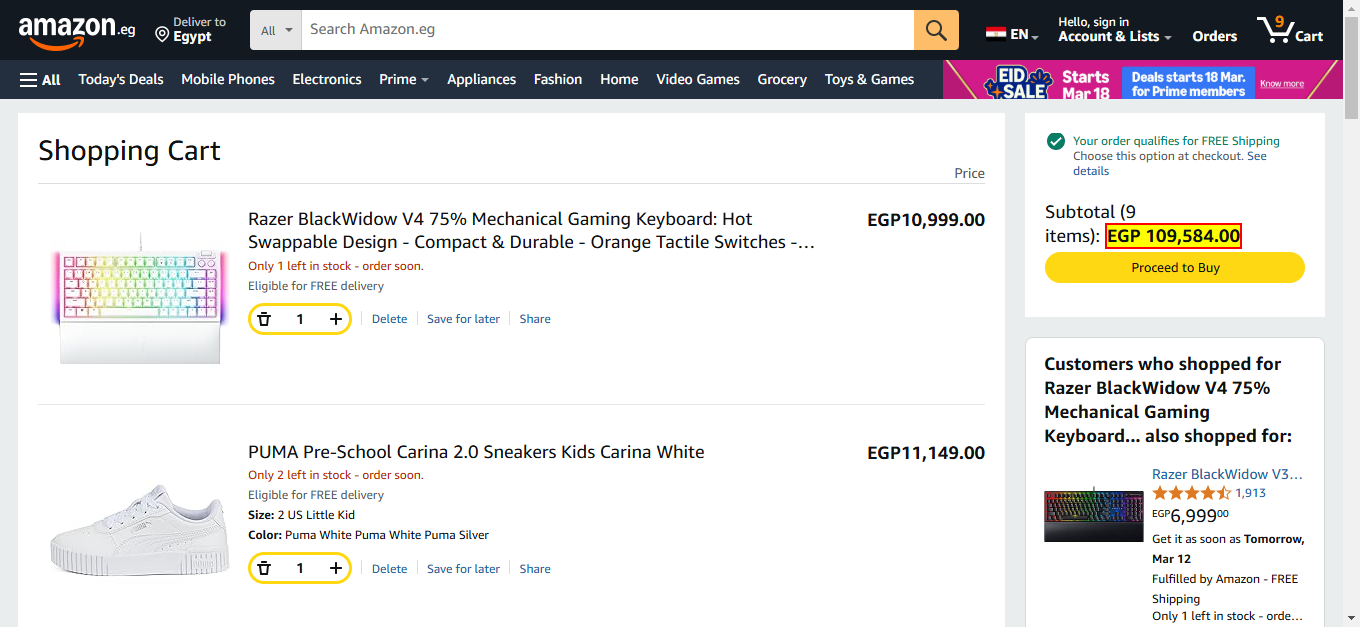 amazon.eg
Deliver to
Egypt
All
Search Amazon.eg
EN
Hello, sign in
Account & Lists
Orders
9
Cart
All
Today's Deals
Mobile Phones
Electronics
Prime
Appliances
Fashion
Home
Video Games
Grocery
Toys & Games
EID
SALE
Starts
Mar 18
Deals starts 18 Mar.
for Prime members
Know more
Shopping Cart
Price
Razer BlackWidow V4 75% Mechanical Gaming Keyboard: Hot
Swappable Design - Compact & Durable - Orange Tactile Switches -…
EGP10,999.00
Only 1 left in stock - order soon.
Eligible for FREE delivery
1
Delete
Save for later
Share
PUMA Pre-School Carina 2.0 Sneakers Kids Carina White
EGP11,149.00
Only 2 left in stock - order soon.
Eligible for FREE delivery
Size: 2 US Little Kid
Color: Puma White Puma White Puma Silver
1
Delete
Save for later
Share
Your order qualifies for FREE Shipping
Choose this option at checkout. See
details
Subtotal (9
items): EGP 109,584.00
Proceed to Buy
Customers who shopped for
Razer BlackWidow V4 75%
Mechanical Gaming
Keyboard... also shopped for:
Razer BlackWidow V3…
1,913
EGP6,99900
Get it as soon as Tomorrow,
Mar 12
Fulfilled by Amazon - FREE
Shipping
Only 1 left in stock - orde…